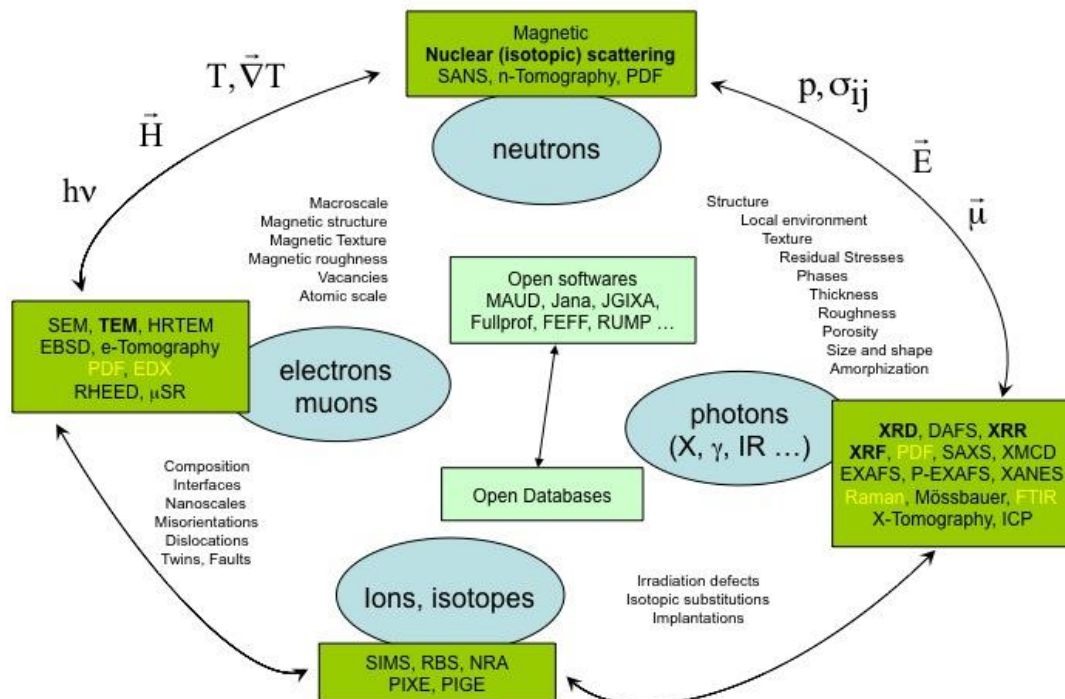 Magnetic
Nuclear (isotopic) scattering
SANS, n-Tomography, PDF
neutrons
T, ∇⃗T
H⃗
hν
p, σij
E⃗
μ⃗
Macroscale
Magnetic structure
Magnetic Texture
Magnetic roughness
Vacancies
Atomic scale
Structure
Local environment
Texture
Residual Stresses
Phases
Thickness
Roughness
Porosity
Size and shape
Amorphization
Open softwares
MAUD, Jana, JGIXA,
Fullprof, FEFF, RUMP ...
SEM, TEM, HRTEM
EBSD, e-Tomography
PDF, EDX
RHEED, μSR
electrons
muons
photons
(X, γ, IR ...)
XRD, DAFS, XRR
XRF, PDF, SAXS, XMCD
EXAFS, P-EXAFS, XANES
Raman, Mössbauer, FTIR
X-Tomography, ICP
Open Databases
Composition
Interfaces
Nanoscales
Misorientations
Dislocations
Twins, Faults
Ions, isotopes
Irradiation defects
Isotopic substitutions
Implantations
SIMS, RBS, NRA
PIXE, PIGE